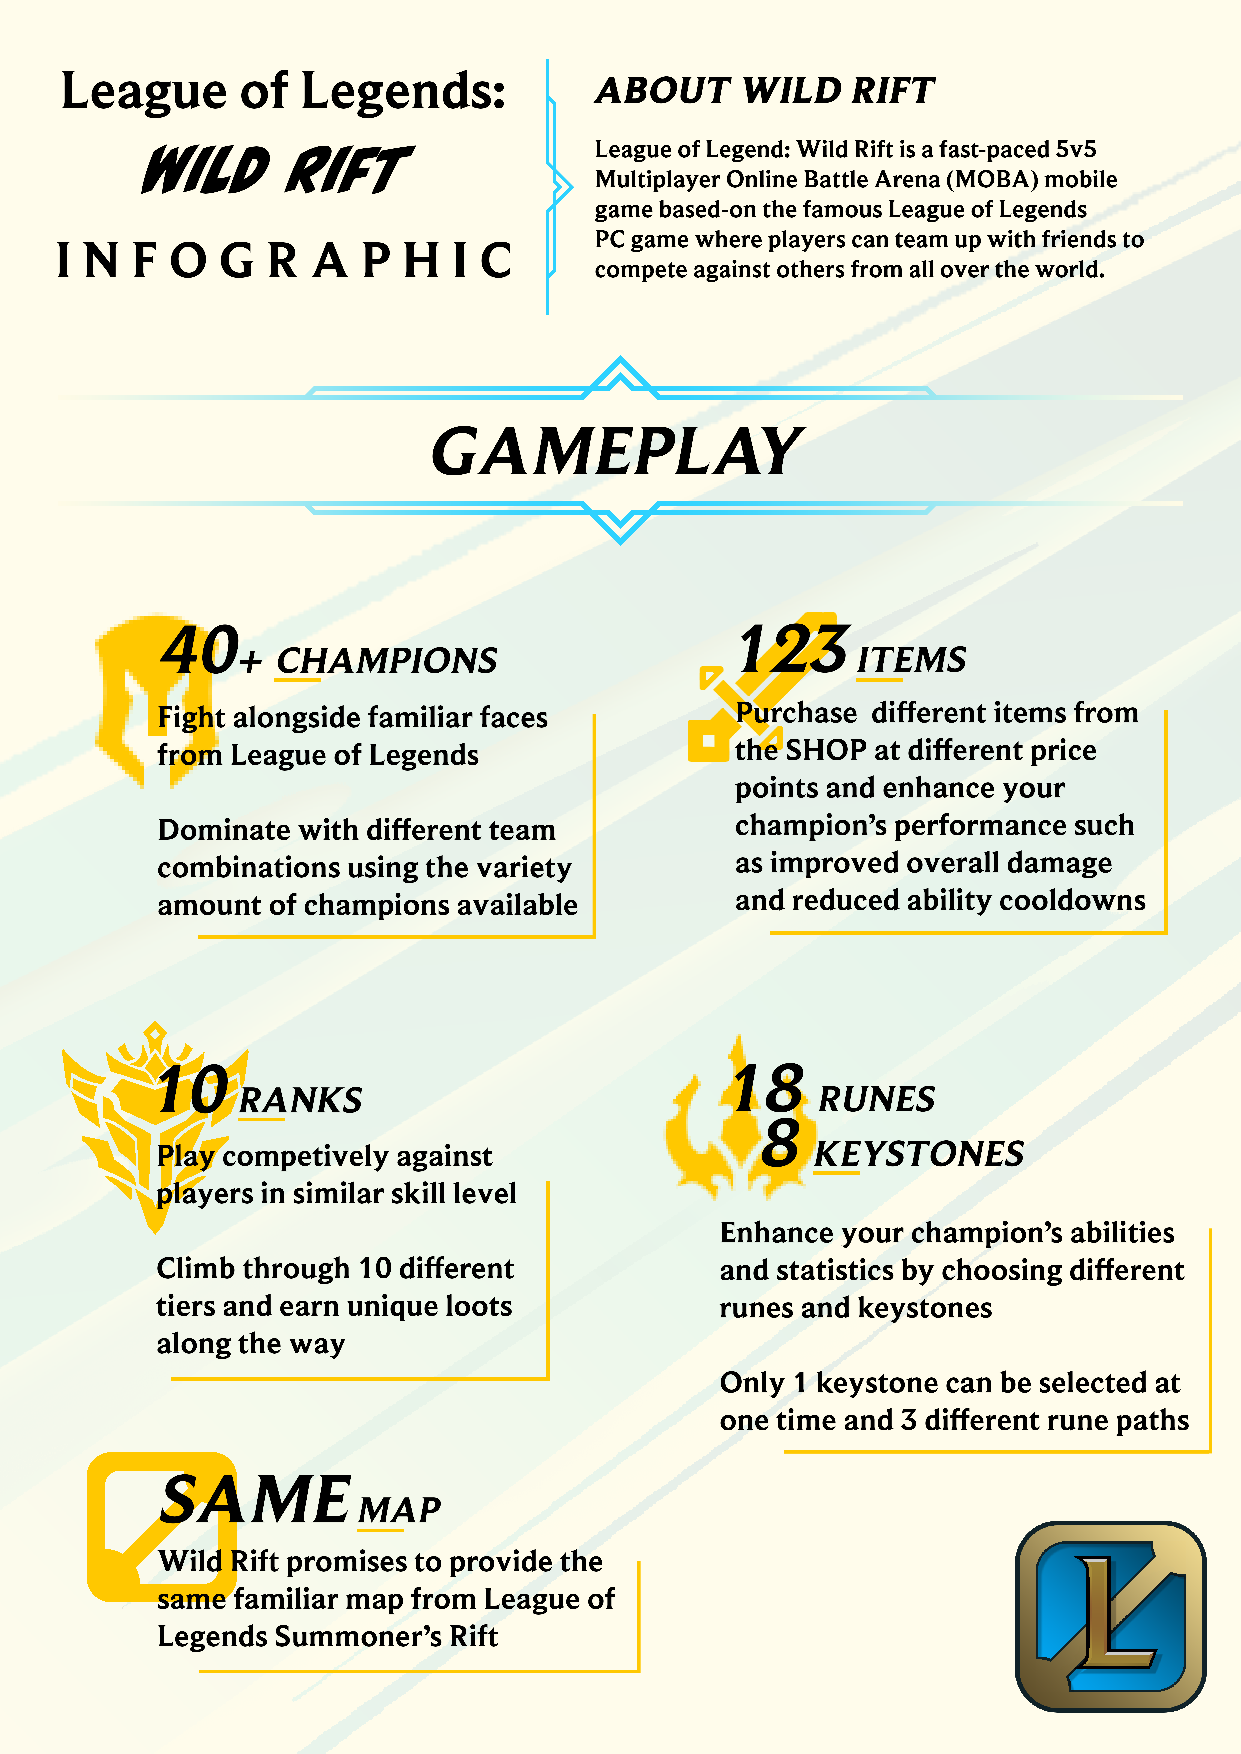 League of Legends:
WILD RIFT
INFOGRAPHIC
ABOUT WILD RIFT
League of Legend: Wild Rift is a fast-paced 5v5
Multiplayer Online Battle Arena (MOBA) mobile
game based-on the famous League of Legends
PC game where players can team up with friends to
compete against others from all over the world.
GAMEPLAY
40+ CHAMPIONS
Fight alongside familiar faces
from League of Legends
Dominate with different team
combinations using the variety
amount of champions available
123 ITEMS
Purchase different items from
the SHOP at different price
points and enhance your
champion's performance such
as improved overall damage
and reduced ability cooldowns
10 RANKS
Play competively against
players in similar skill level
Climb through 10 different
tiers and earn unique loots
along the way
18 RUNES
8 KEYSTONES
Enhance your champion's abilities
and statistics by choosing different
runes and keystones
Only 1 keystone can be selected at
one time and 3 different rune paths
SAME MAP
Wild Rift promises to provide the
same familiar map from League of
Legends Summoner's Rift
L